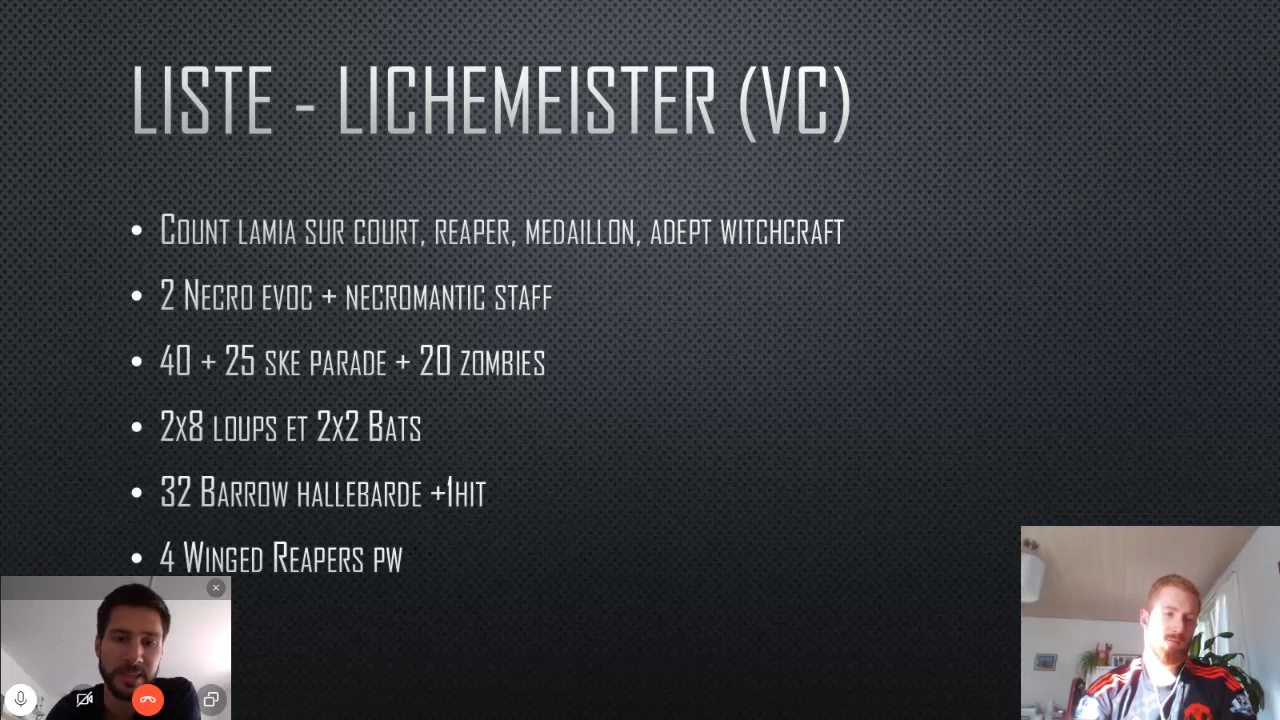 LISTE - LICHEMEISTER (VC)
• COUNT LAMIA SUR COURT, REAPER, MEDAILLON, ADEPT WITCHCRAFT
• 2 NECRO EVOC + NECROMANTIC STAFF
• 40 + 25 SKE PARADE + 20 ZOMBIES
• 2X8 LOUPS ET 2X2 BATS
• 32 BARROW HALLEBARDE +1HIT
• 4 WINGED REAPERS PW